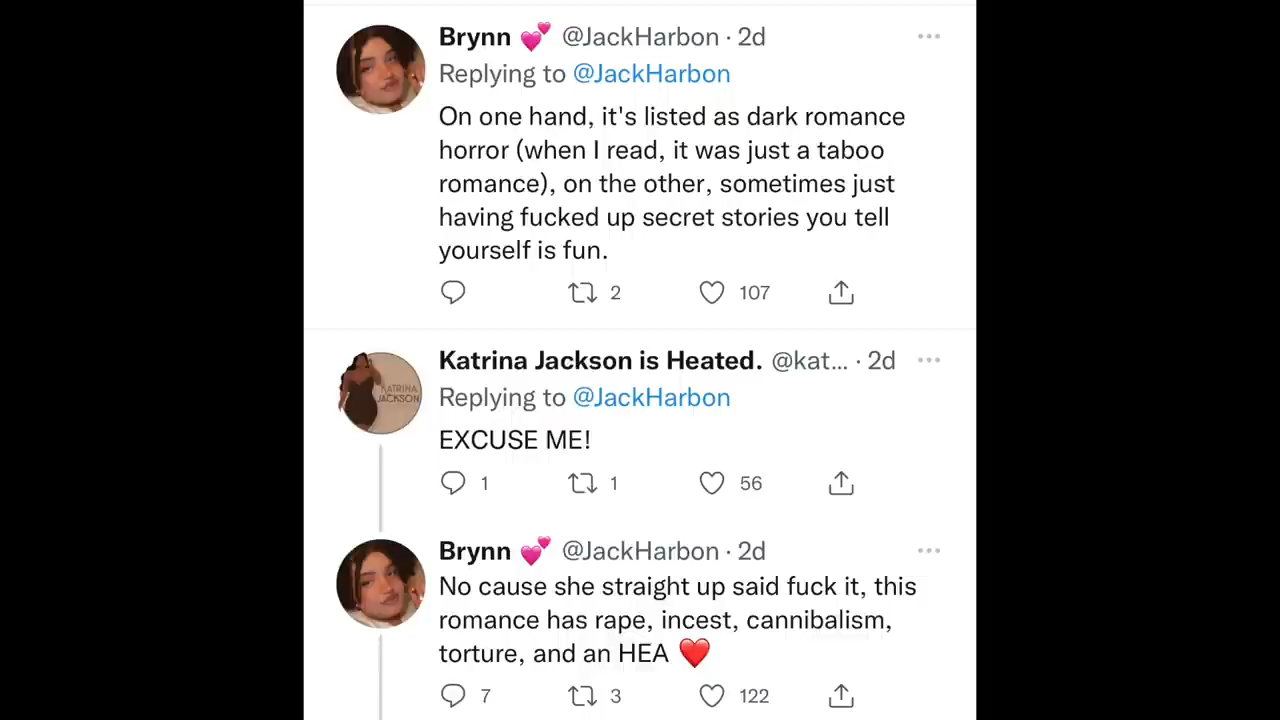 Brynn 💕 @JackHarbon · 2d
Replying to @JackHarbon
On one hand, it's listed as dark romance
horror (when I read, it was just a taboo
romance), on the other, sometimes just
having fucked up secret stories you tell
yourself is fun.
2 107
Katrina Jackson is Heated. @kat... · 2d
KATRINA
JACKSON
Replying to @JackHarbon
EXCUSE ME!
1 1 56
Brynn 💕 @JackHarbon · 2d
No cause she straight up said fuck it, this
romance has rape, incest, cannibalism,
torture, and an HEA ❤️
7 3 122